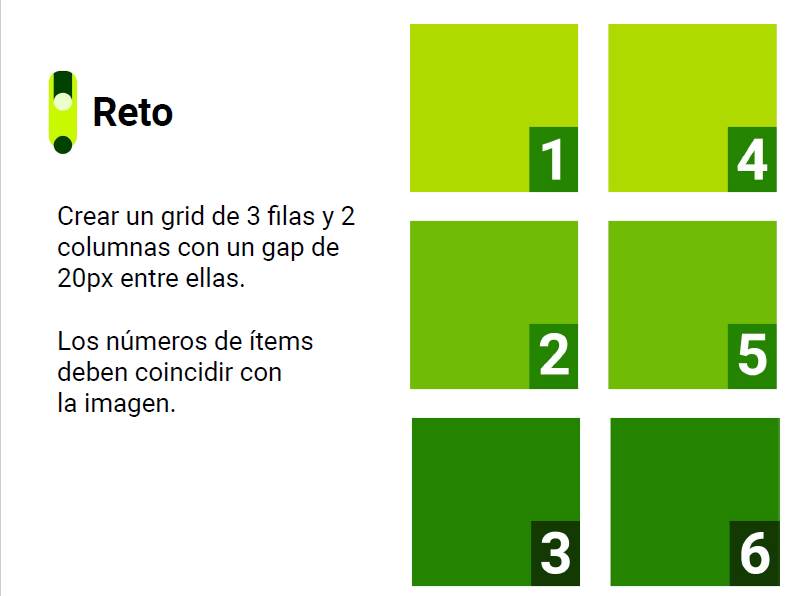 Reto
Crear un grid de 3 filas y 2
columnas con un gap de
20px entre ellas.
Los números de ítems
deben coincidir con
la imagen.
1
4
2
5
3
6